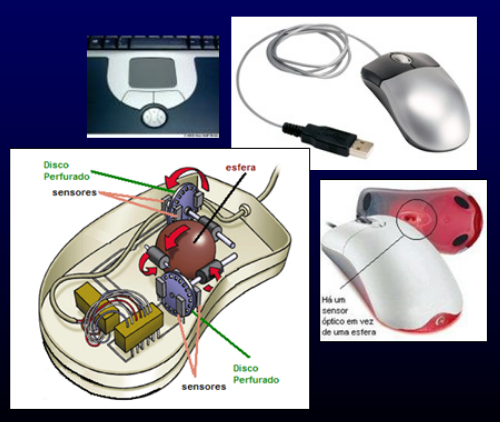 Disco
Perfurado
esfera
sensores
Disco
Perfurado
sensores
Há um
sensor
óptico em vez
de uma esfera